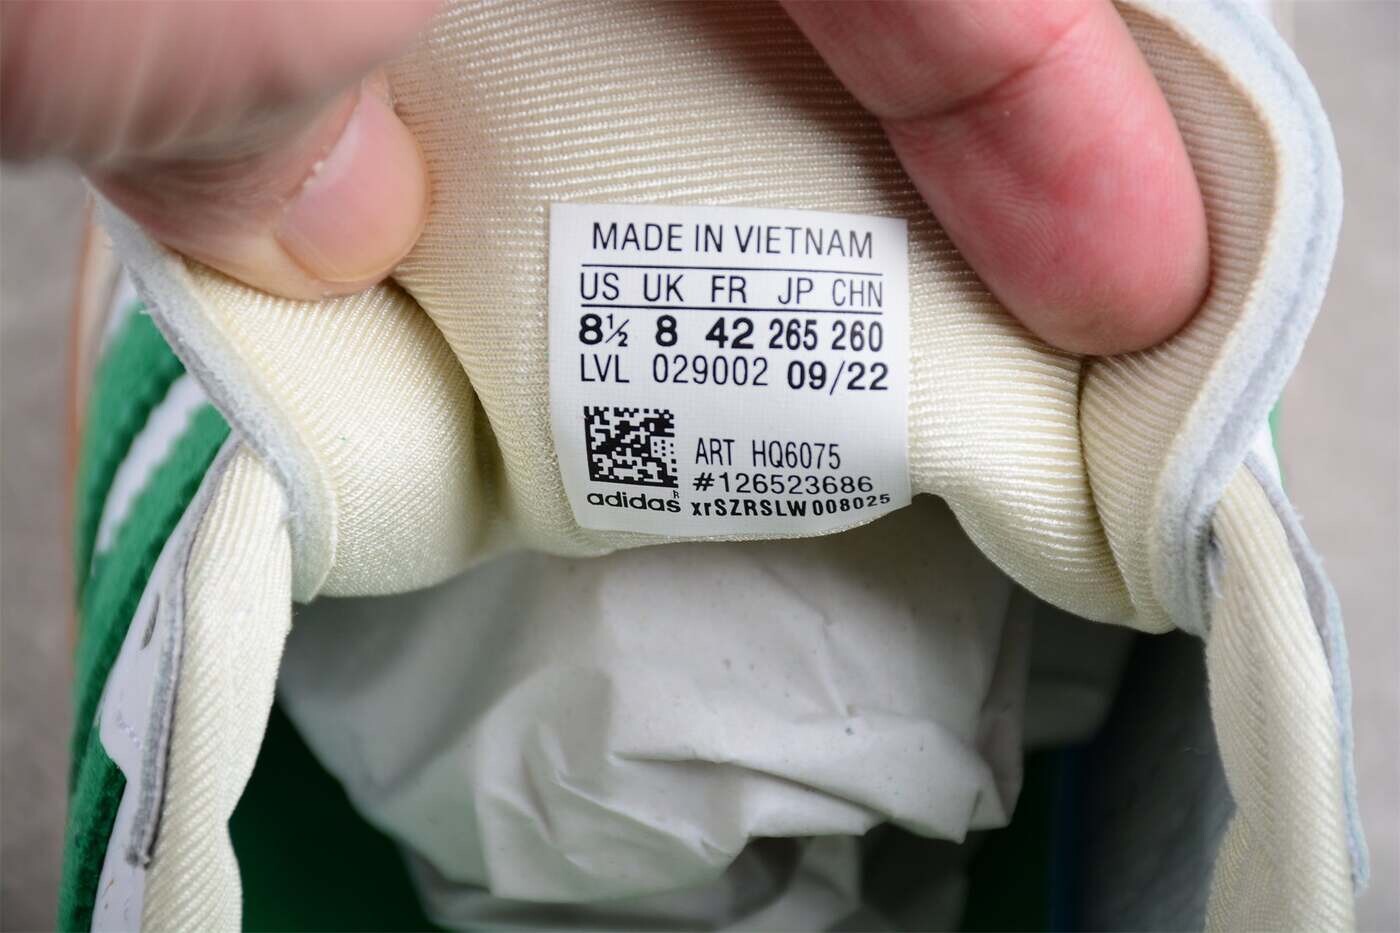 MADE IN VIETNAM
US UK FR JP CHN
8½ 8 42 265 260
LVL 029002 09/22
ART HQ6075
#126523686
adidas® xrSZRSLW008025